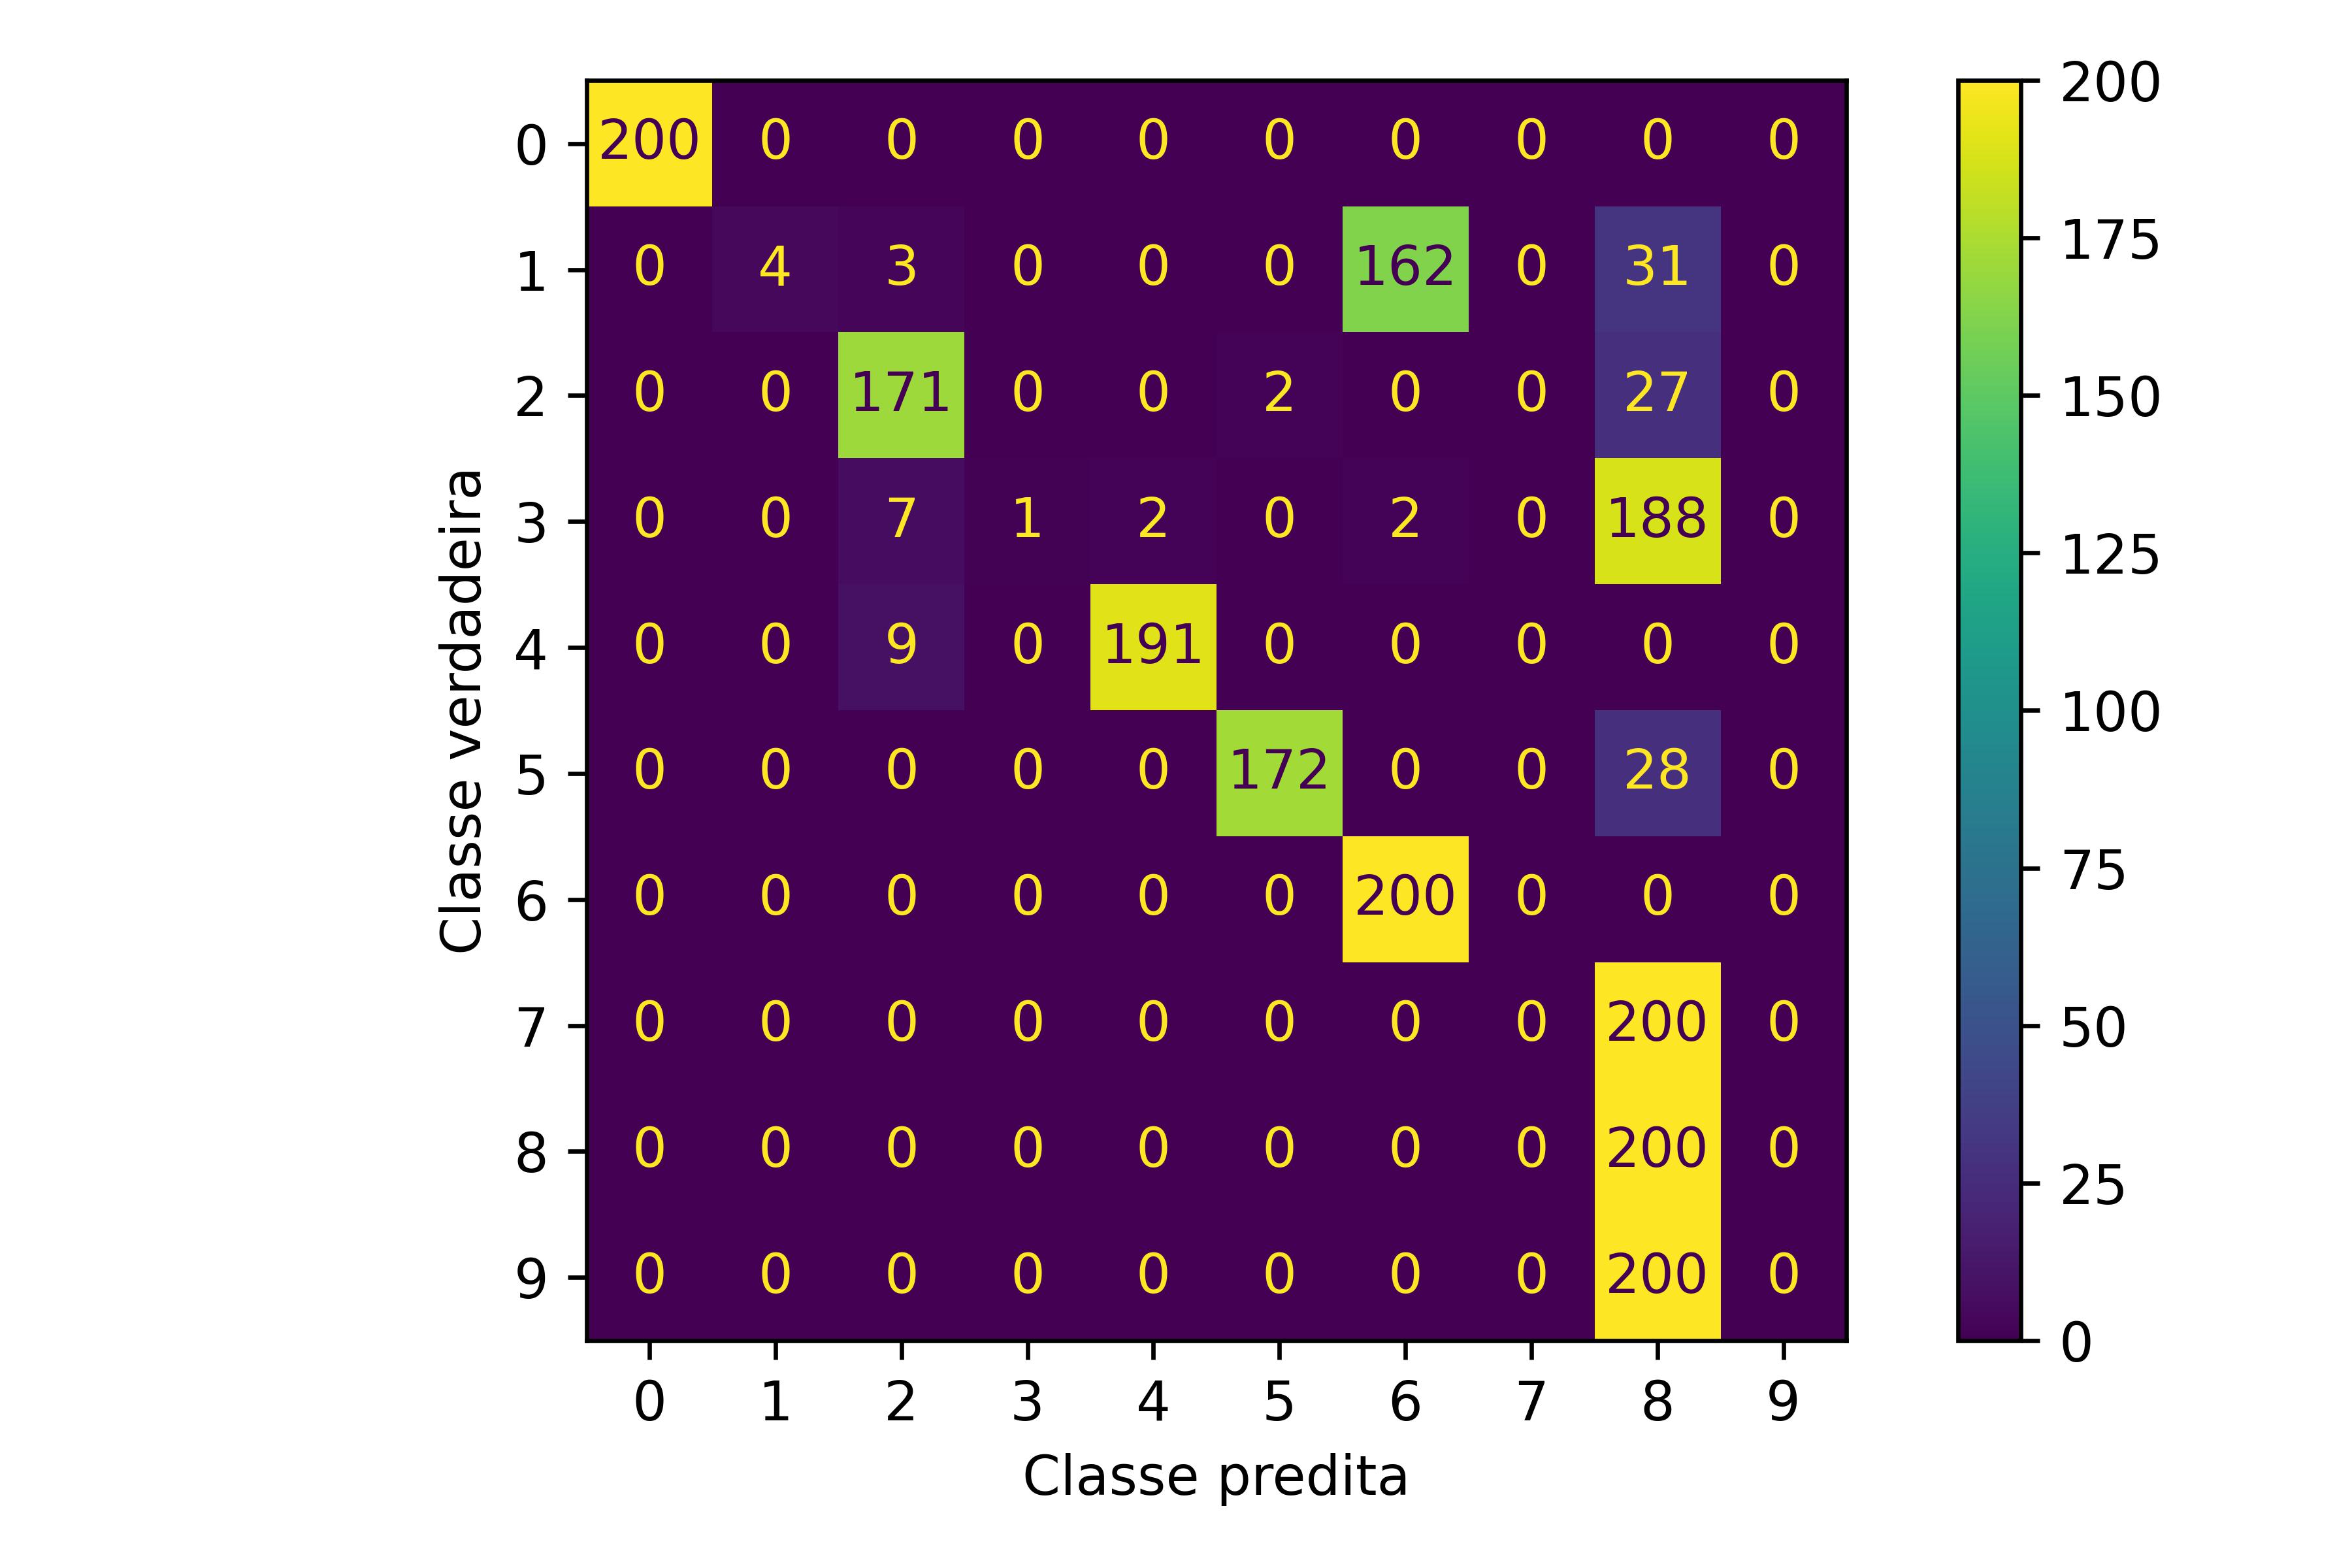 0 200 0 0 0 0 0 0 0 0 0
1 0 4 3 0 0 0 162 0 31 0
2 0 0 171 0 0 2 0 0 27 0
3 0 0 7 1 2 0 2 0 188 0
4 0 0 9 0 191 0 0 0 0 0
5 0 0 0 0 0 172 0 0 28 0
6 0 0 0 0 0 0 200 0 0 0
7 0 0 0 0 0 0 0 0 200 0
8 0 0 0 0 0 0 0 0 200 0
9 0 0 0 0 0 0 0 0 200 0
0 1 2 3 4 5 6 7 8 9
Classe predita
Classe verdadeira
200
175
150
125
100
75
50
25
0